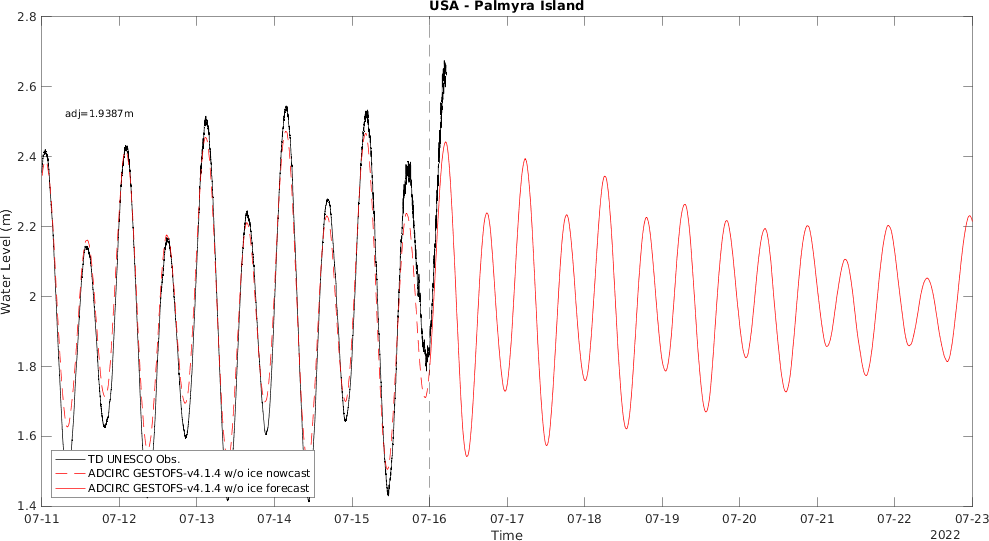 USA - Palmyra Island
2.8
2.6
2.4
2.2
2
1.8
1.6
1.4
Water Level (m)
adj=1.9387m
TD UNESCO Obs.
ADCIRC GESTOFS-v4.1.4 w/o ice nowcast
ADCIRC GESTOFS-v4.1.4 w/o ice forecast
07-11 07-12 07-13 07-14 07-15 07-16 07-17 07-18 07-19 07-20 07-21 07-22 07-23
Time
2022